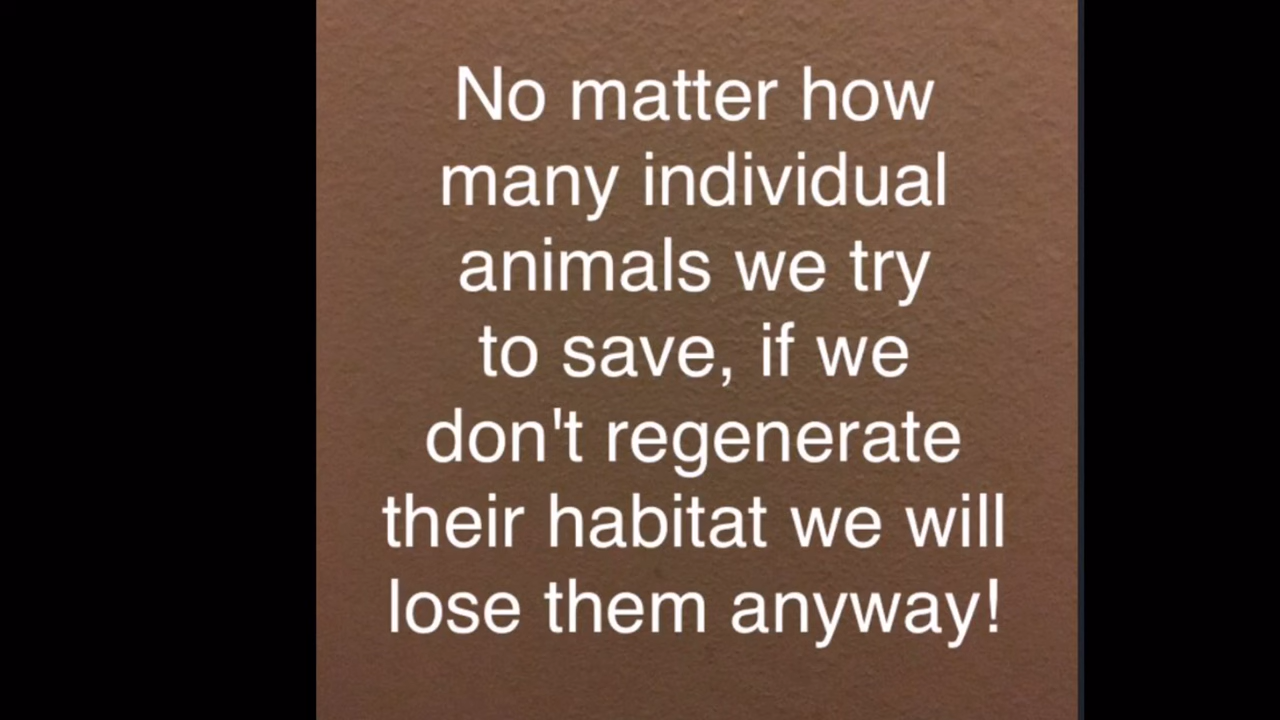 No matter how
many individual
animals we try
to save, if we
don't regenerate
their habitat we will
lose them anyway!